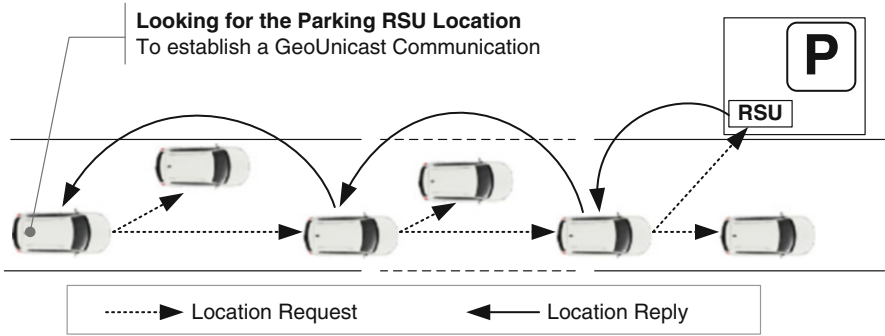 Looking for the Parking RSU Location
To establish a GeoUnicast Communication
P
RSU
Location Request
Location Reply